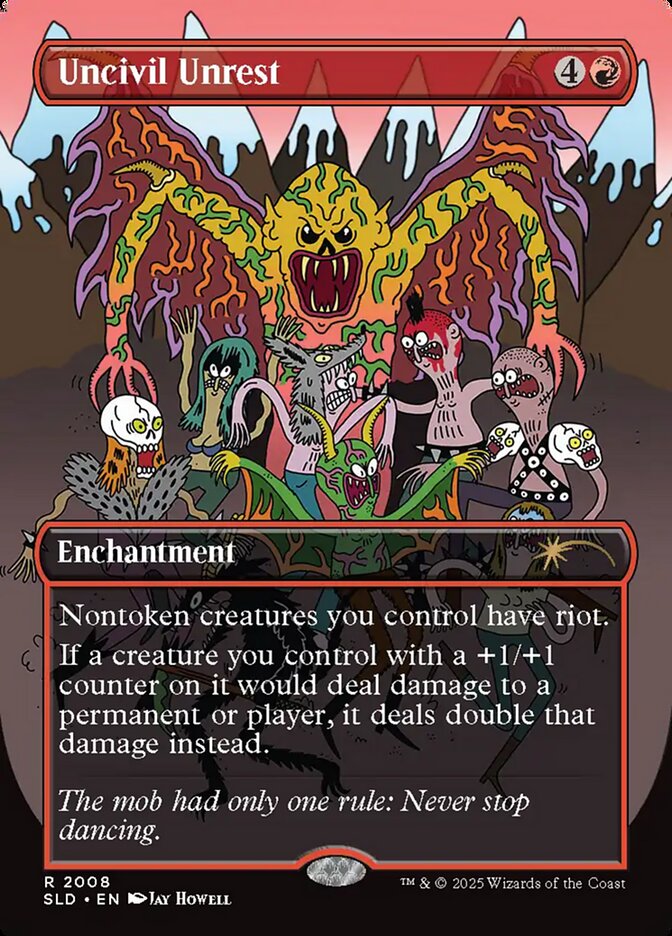 Uncivil Unrest 4
Enchantment
Nontoken creatures you control have riot.
If a creature you control with a +1/+1
counter on it would deal damage to a
permanent or player, it deals double that
damage instead.
The mob had only one rule: Never stop
dancing.
R 2008
SLD • EN Jay Howell
™ & © 2025 Wizards of the Coast